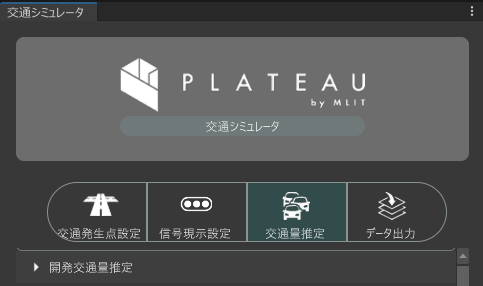 交通シミュレータ
PLATEAU
by MLIT
交通シミュレータ
交通発生点設定
信号現示設定
交通量推定
データ出力
開発交通量推定